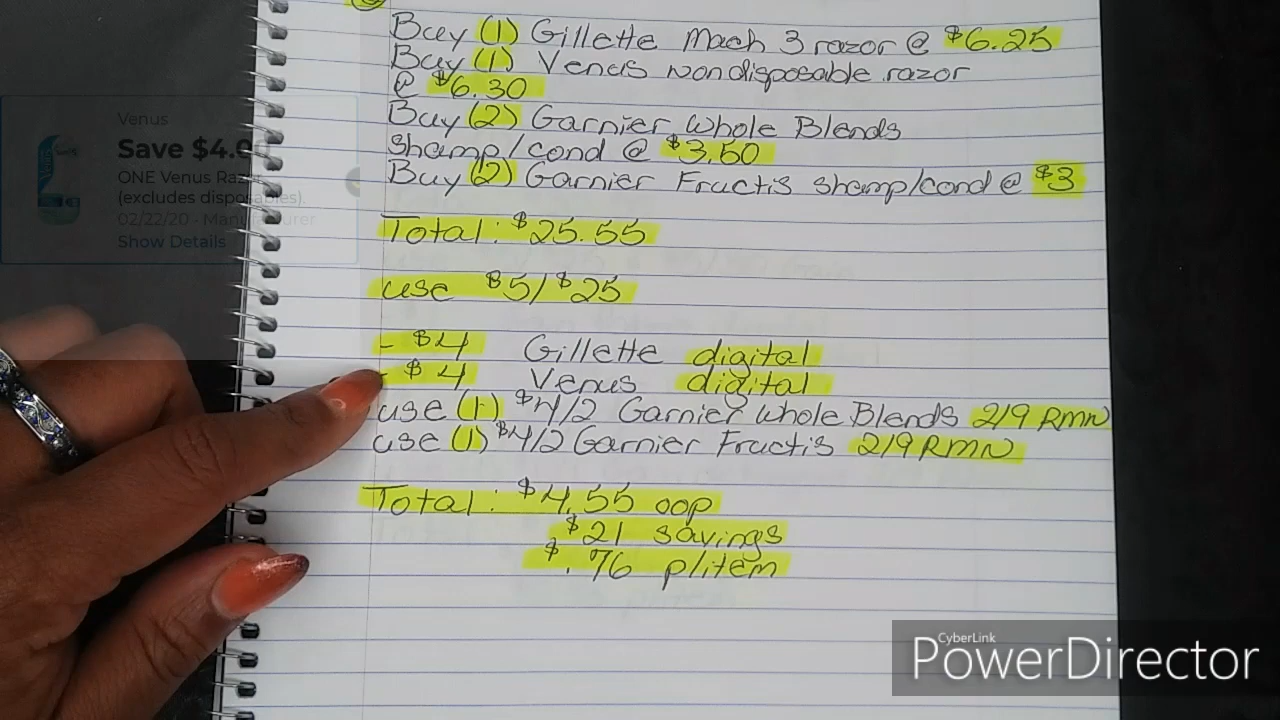 Buy (1) Gillette Mach 3 razor @ $6.25
Buy (1) Venus nondisposable razor
@ $6.30
Buy (2) Garnier Whole Blends
Shamp/cond @ $3.50
Buy (2) Garnier Fructis shamp/cond @ $3
Total: $25.55
use $5/$25
- $4 Gillette digital
- $4 Venus digital
use (1) $4/2 Garnier Whole Blends 2/9 RMN
use (1) $4/2 Garnier Fructis 2/9 RMN
Total: $4.55 oop
$21 savings
$.76 p/item
Venus
Save $4.0
ONE Venus Razor
(excludes disposables).
02/22/20 - Manufacturer
Show Details
CyberLink
PowerDirector